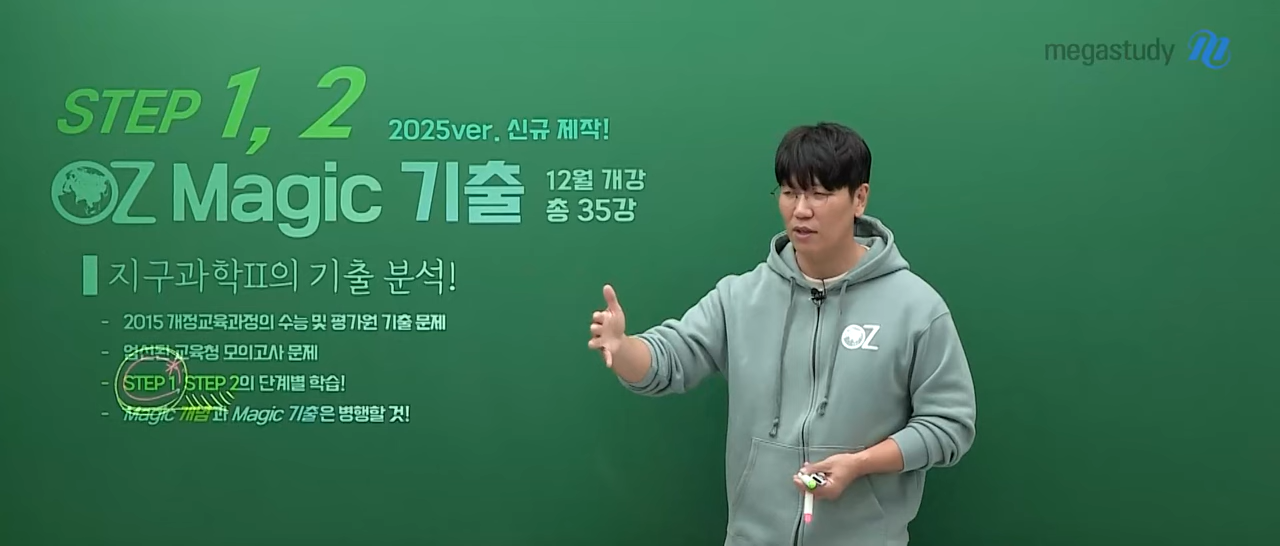 megastudy
STEP 1, 2
2025ver. 신규 제작!
OZ Magic 기출
12월 개강
총 35강
지구과학II의 기출 분석!
- 2015 개정교육과정의 수능 및 평가원 기출 문제
- 엄선된 교육청 모의고사 문제
- STEP 1, STEP 2의 단계별 학습!
- Magic 개념과 Magic 기출은 병행할 것!
OZ